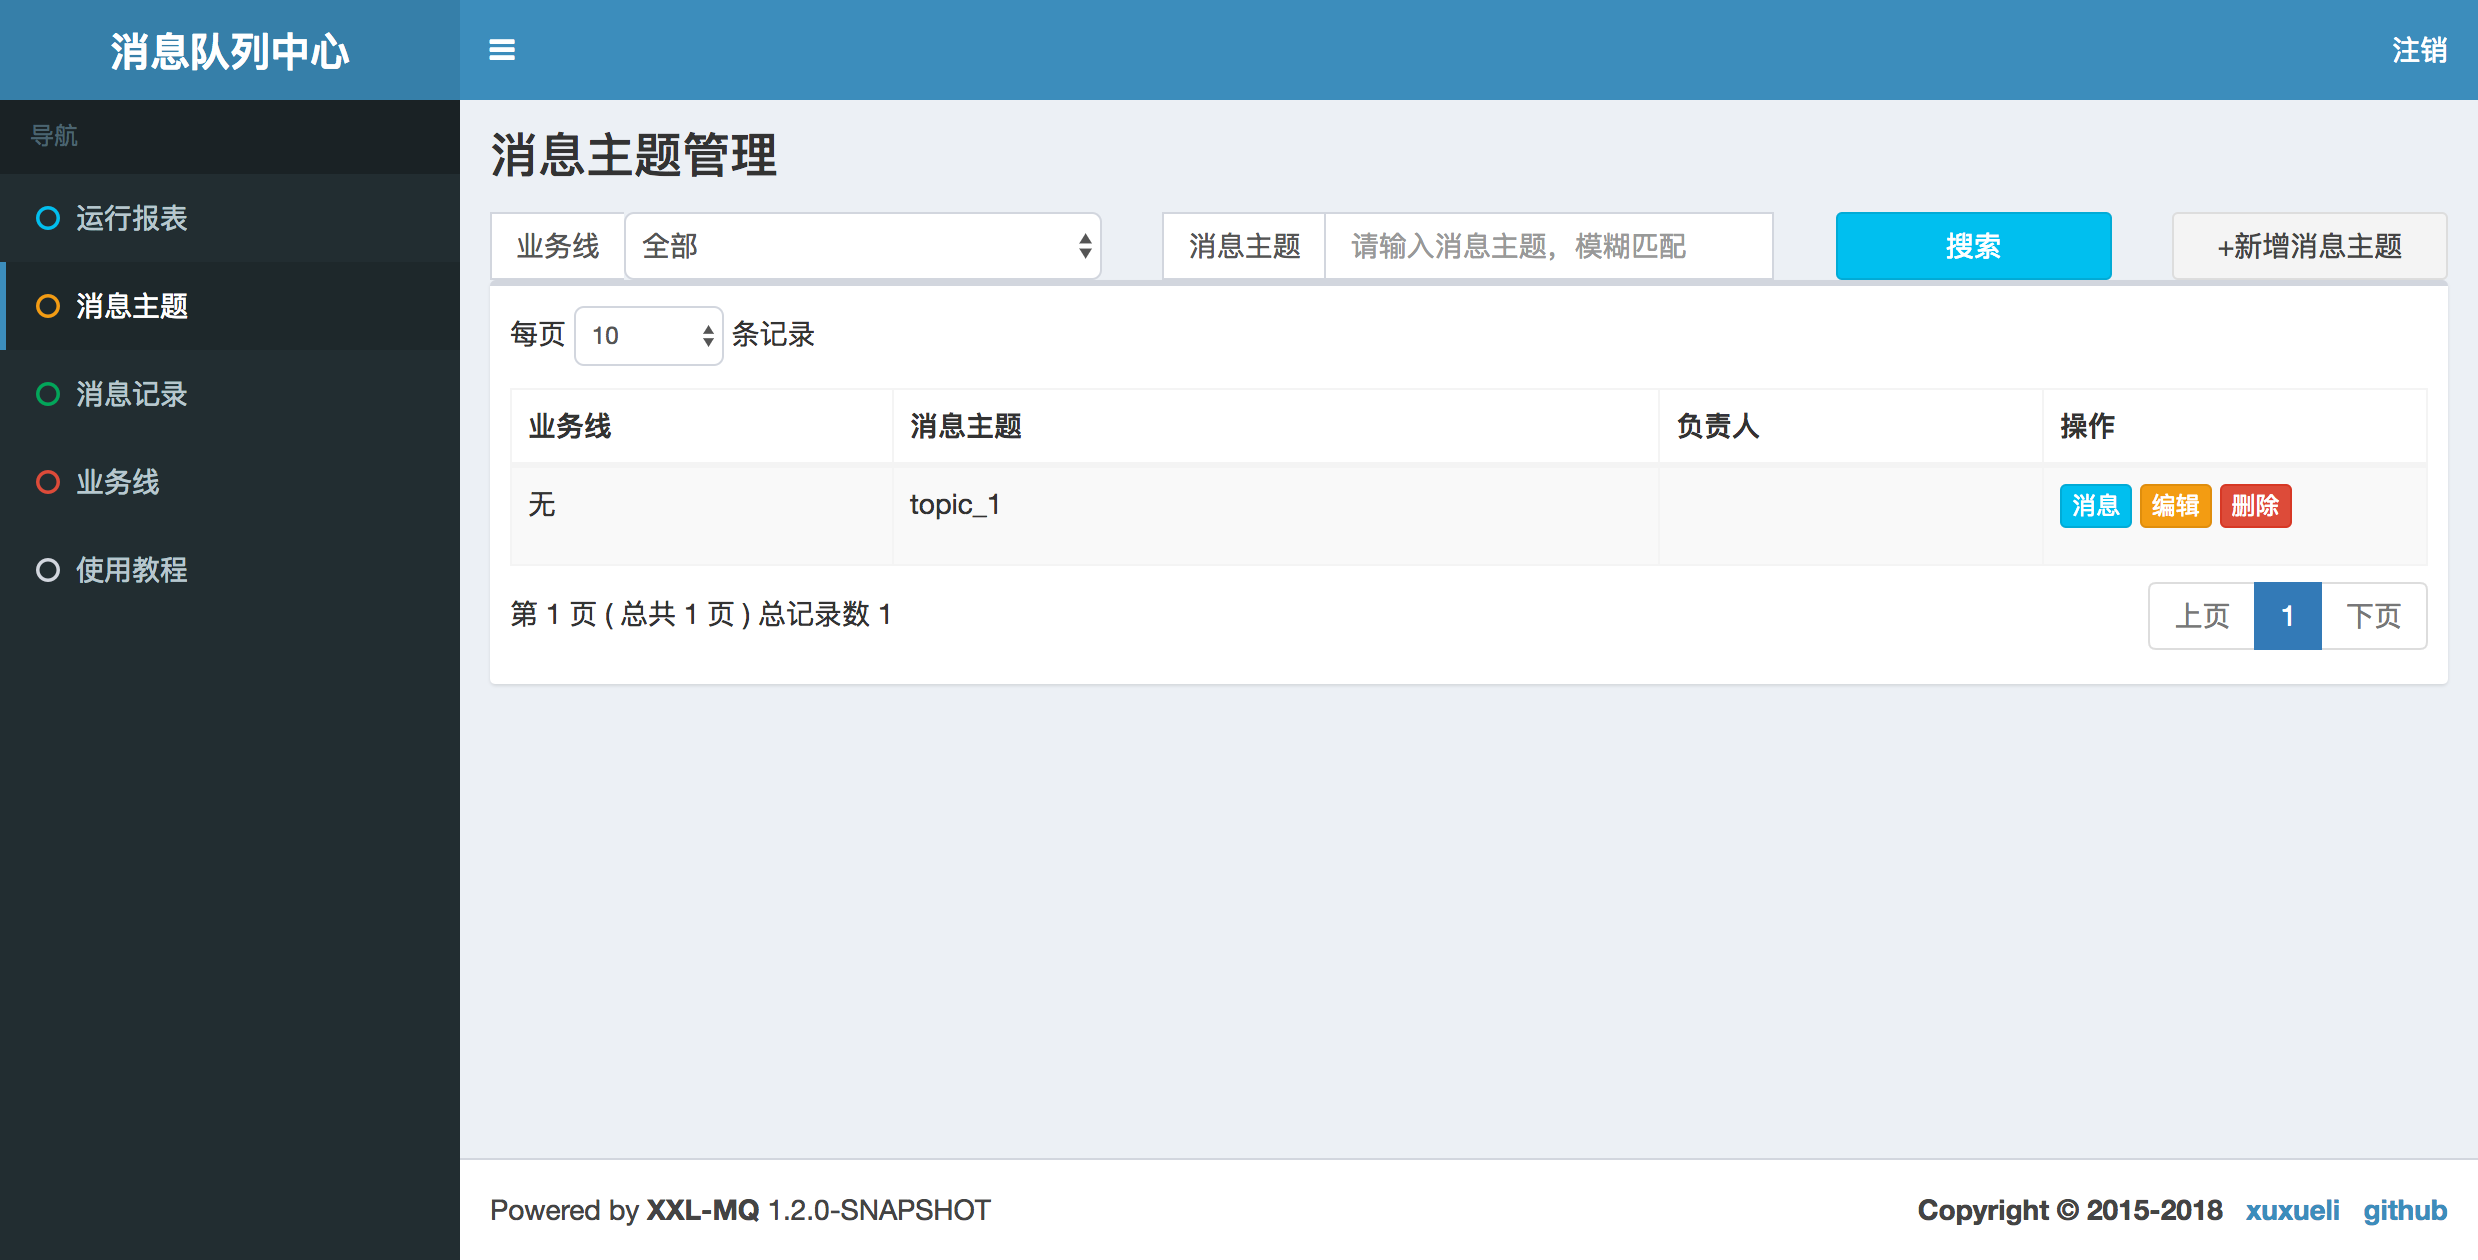 消息队列中心
注销
导航
运行报表
消息主题
消息记录
业务线
使用教程
消息主题管理
业务线 全部 消息主题 请输入消息主题，模糊匹配 搜索 +新增消息主题
每页 10 条记录
业务线 消息主题 负责人 操作
无 topic_1 消息 编辑 删除
第 1 页 ( 总共 1 页 ) 总记录数 1 上页 1 下页
Powered by XXL-MQ 1.2.0-SNAPSHOT Copyright © 2015-2018 xuxueli github